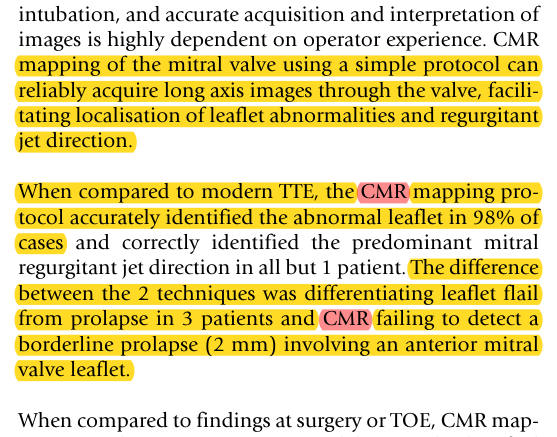 intubation, and accurate acquisition and interpretation of
images is highly dependent on operator experience. CMR
mapping of the mitral valve using a simple protocol can
reliably acquire long axis images through the valve, facili-
tating localisation of leaflet abnormalities and regurgitant
jet direction.
When compared to modern TTE, the CMR mapping pro-
tocol accurately identified the abnormal leaflet in 98% of
cases and correctly identified the predominant mitral
regurgitant jet direction in all but 1 patient. The difference
between the 2 techniques was differentiating leaflet flail
from prolapse in 3 patients and CMR failing to detect a
borderline prolapse (2 mm) involving an anterior mitral
valve leaflet.
When compared to findings at surgery or TOE, CMR map-